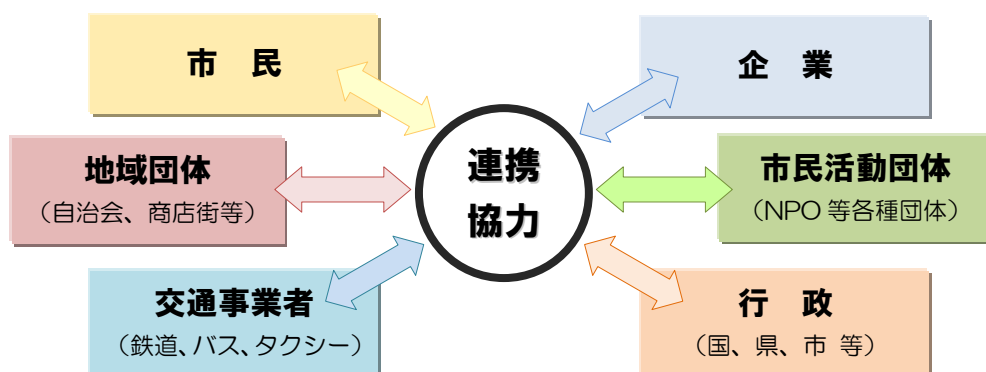 市　民
企　業
連携
協力
地域団体
（自治会、商店街等）
市民活動団体
（NPO 等各種団体）
交通事業者
（鉄道、バス、タクシー）
行　政
（国、県、市 等）